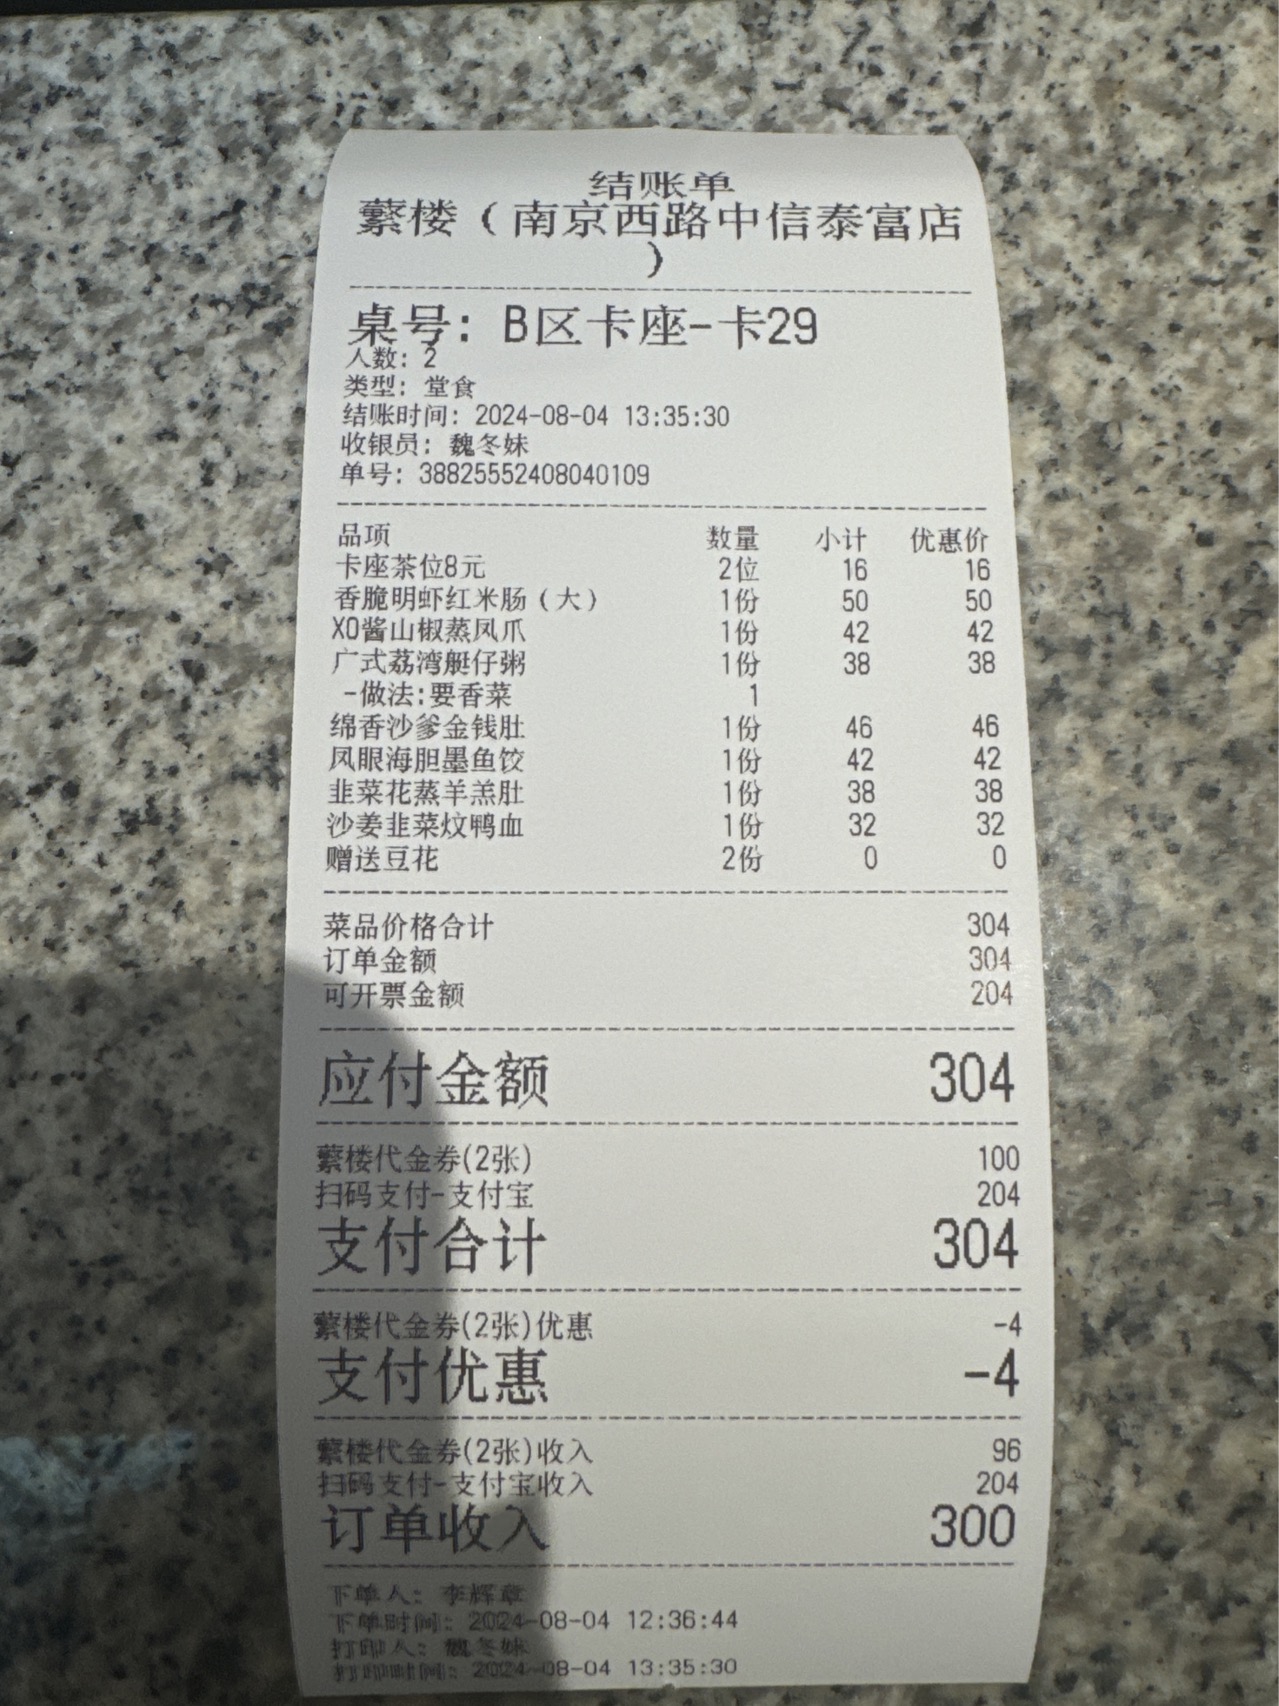 结账单
蘩楼（南京西路中信泰富店
）
桌号：B区卡座-卡29
人数：2
类型：堂食
结账时间：2024-08-04 13:35:30
收银员：魏冬妹
单号：38825552408040109
品项 数量 小计 优惠价
卡座茶位8元 2位 16 16
香脆明虾红米肠（大） 1份 50 50
XO酱山椒蒸凤爪 1份 42 42
广式荔湾艇仔粥 1份 38 38
-做法:要香菜 1
绵香沙爹金钱肚 1份 46 46
凤眼海胆墨鱼饺 1份 42 42
韭菜花蒸羊羔肚 1份 38 38
沙姜韭菜炆鸭血 1份 32 32
赠送豆花 2份 0 0
菜品价格合计 304
订单金额 304
可开票金额 204
应付金额 304
蘩楼代金券(2张) 100
扫码支付-支付宝 204
支付合计 304
蘩楼代金券(2张)优惠 -4
支付优惠 -4
蘩楼代金券(2张)收入 96
扫码支付-支付宝收入 204
订单收入 300
下单人：李辉章
下单时间：2024-08-04 12:36:44
打印人：魏冬妹
打印时间：2024-08-04 13:35:30